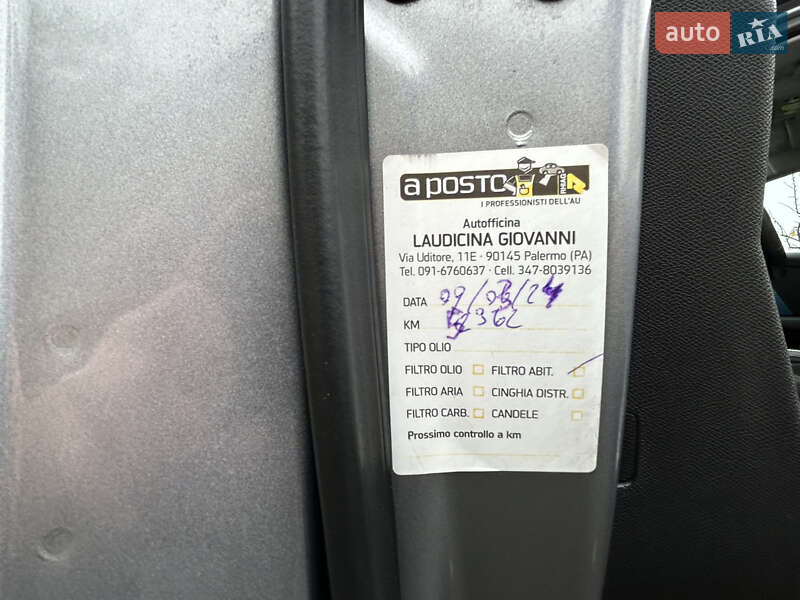 auto RIA
a POSTO RHIAG
I PROFESSIONISTI DELL'AU
Autofficina
LAUDICINA GIOVANNI
Via Uditore, 11E - 90145 Palermo (PA)
Tel. 091-6760637 - Cell. 347-8039136
DATA
KM
TIPO OLIO
FILTRO OLIO FILTRO ABIT.
FILTRO ARIA CINGHIA DISTR.
FILTRO CARB. CANDELE
Prossimo controllo a km